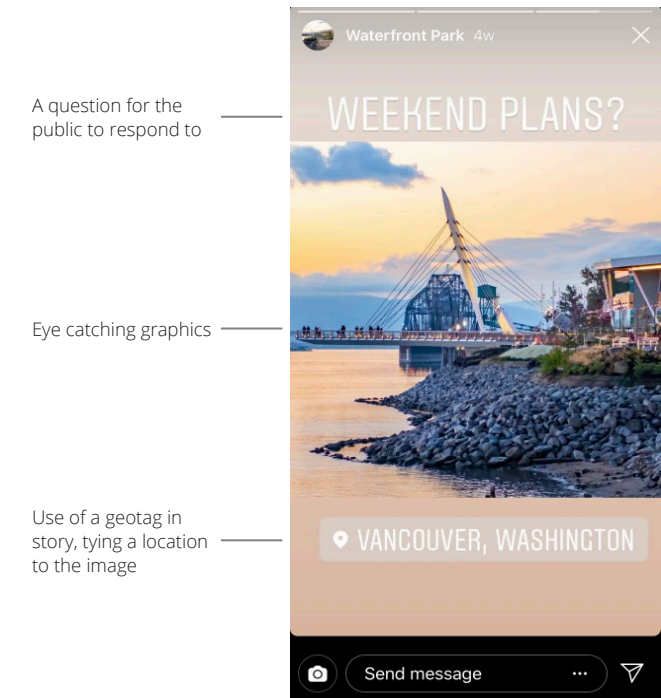 Waterfront Park 4w
A question for the
public to respond to
WEEKEND PLANS?
Eye catching graphics
Use of a geotag in
story, tying a location
to the image
VANCOUVER, WASHINGTON
Send message